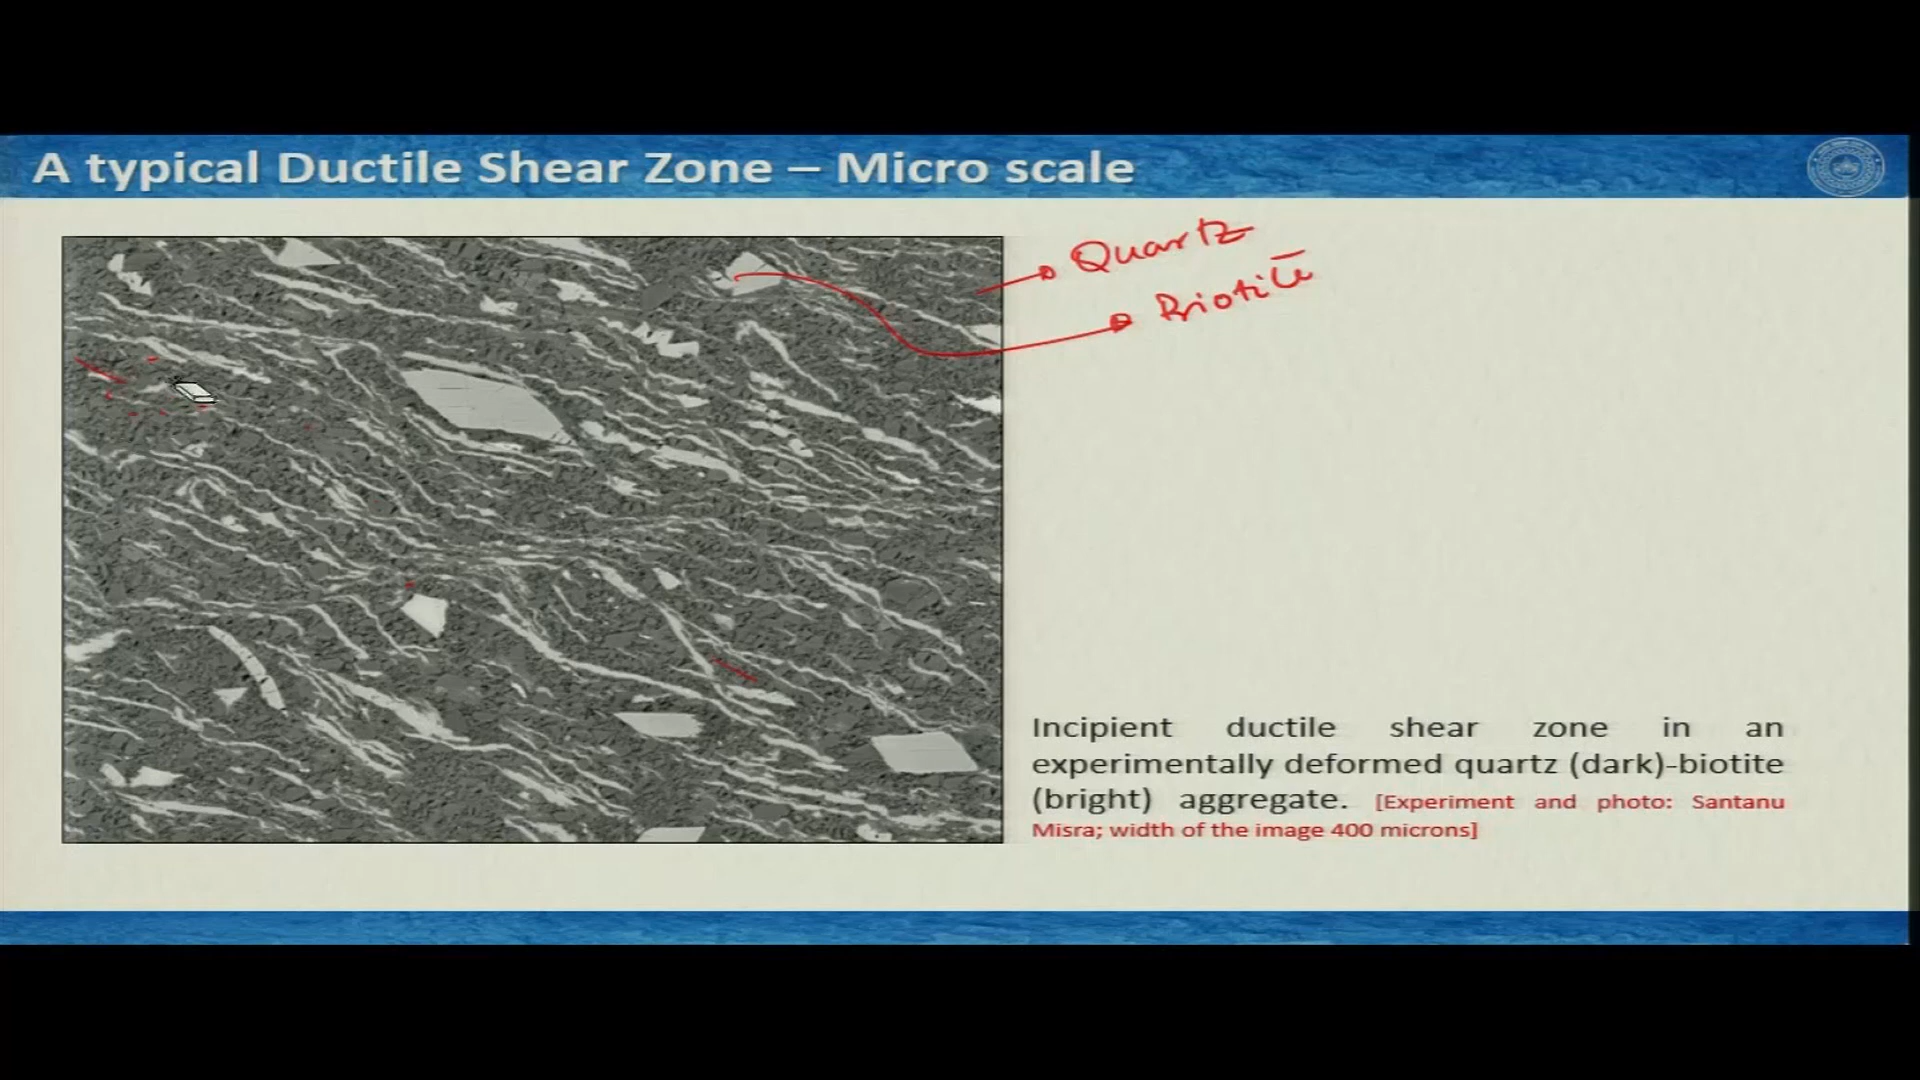 A typical Ductile Shear Zone – Micro scale
Quartz
Biotite
Incipient ductile shear zone in an
experimentally deformed quartz (dark)-biotite
(bright) aggregate. [Experiment and photo: Santanu
Misra; width of the image 400 microns]